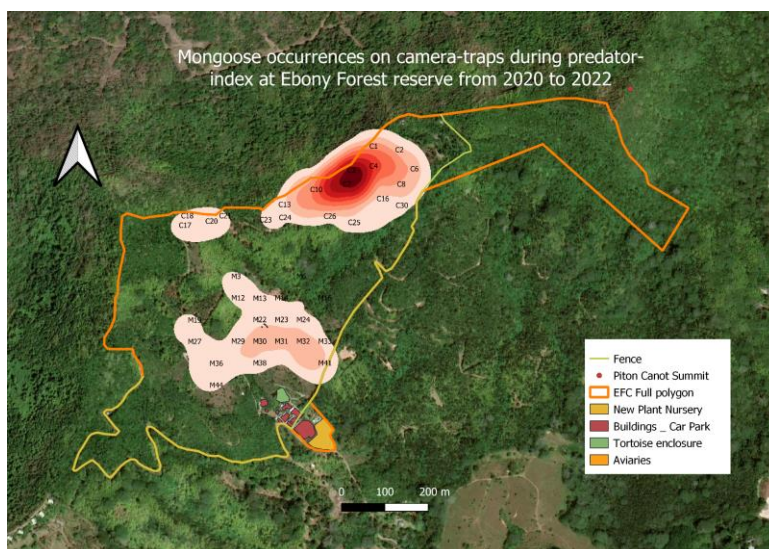 Mongoose occurrences on camera-traps during predator-
index at Ebony Forest reserve from 2020 to 2022
C1
C2
C4
C6
C8
C10
C13
C16
C30
C18
C20
C17
C23
C24
C26
C25
M3
M12
M13
M22
M23
M24
M27
M29
M30
M31
M32
M33
M36
M38
M41
M44
Fence
Piton Canot Summit
EFC Full polygon
New Plant Nursery
Buildings _ Car Park
Tortoise enclosure
Aviaries
0 100 200 m